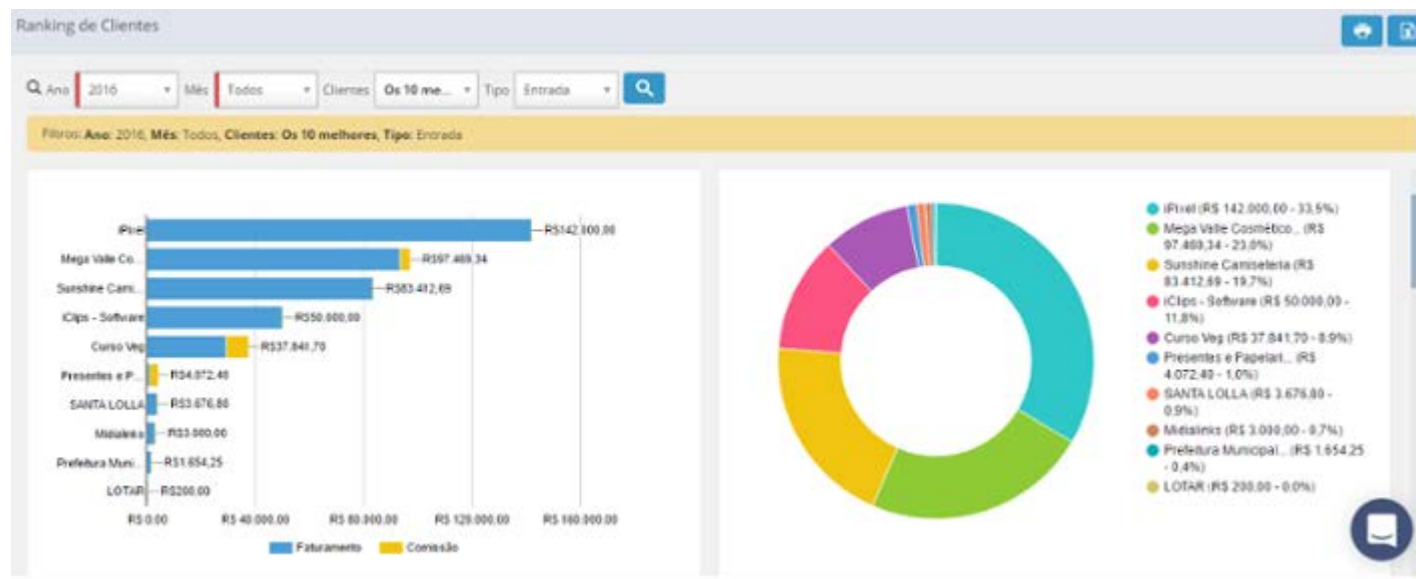 Ranking de Clientes
Ano 2016 Mês Todos Clientes Os 10 me... Tipo Entrada
Filtros: Ano: 2016, Mês: Todos, Clientes: Os 10 melhores, Tipo: Entrada
iPixel R$142.000,00
Mega Valle Co... R$97.469,34
Sunshine Cami... R$83.412,69
iClips - Software R$50.000,00
Curso Veg R$37.841,70
Presentes e P... R$4.072,40
SANTA LOLLA R$3.676,80
Midialinks R$3.000,00
Prefeitura Muni... R$1.654,25
LOTAR R$200,00
R$ 0.00 R$ 40.000.00 R$ 80.000.00 R$ 120.000.00 R$ 160.000.00
Faturamento Comissão
iPixel (R$ 142.000,00 - 33,5%)
Mega Valle Cosmético... (R$
97.469,34 - 23,0%)
Sunshine Camiseteria (R$
83.412,69 - 19,7%)
iClips - Software (R$ 50.000,00 -
11,8%)
Curso Veg (R$ 37.841,70 - 8,9%)
Presentes e Papelari... (R$
4.072,40 - 1,0%)
SANTA LOLLA (R$ 3.676,80 -
0,9%)
Midialinks (R$ 3.000,00 - 0,7%)
Prefeitura Municipal... (R$ 1.654,25
- 0,4%)
LOTAR (R$ 200,00 - 0,0%)